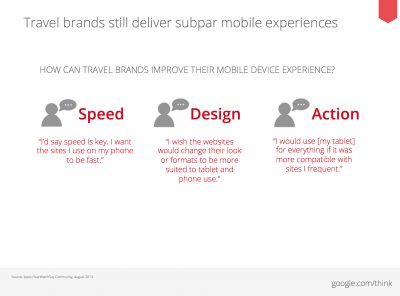 Travel brands still deliver subpar mobile experiences
HOW CAN TRAVEL BRANDS IMPROVE THEIR MOBILE DEVICE EXPERIENCE?
Speed
"I'd say speed is key. I want
the sites I use on my phone
to be fast."
Design
"I wish the websites
would change their look
or formats to be more
suited to tablet and
phone use."
Action
"I would use [my tablet]
for everything if it was
more compatible with
sites I frequent."
google.com/think